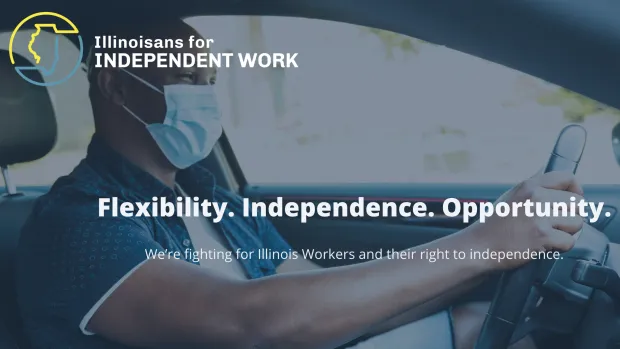 Illinoisans for
INDEPENDENT WORK
Flexibility. Independence. Opportunity.
We're fighting for Illinois Workers and their right to independence.